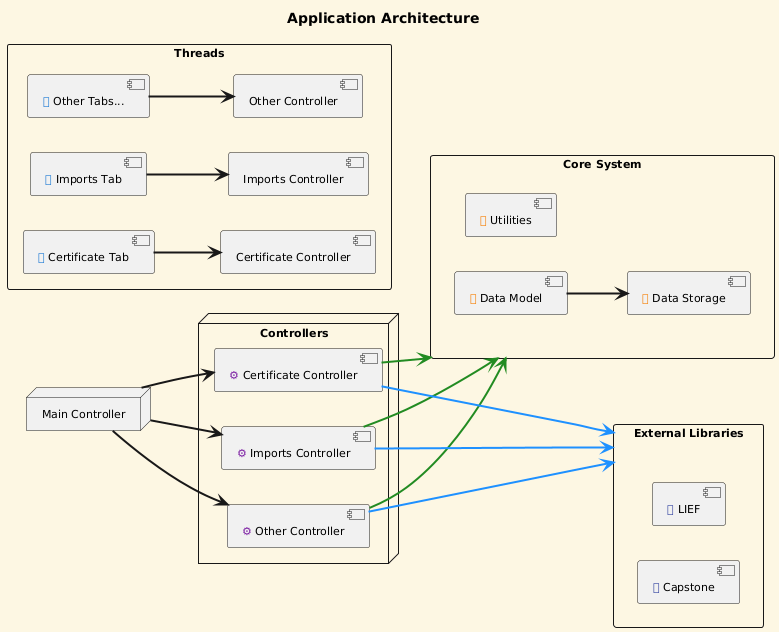 Application Architecture
Threads
Other Tabs...
Other Controller
Imports Tab
Imports Controller
Certificate Tab
Certificate Controller
Core System
Utilities
Data Model
Data Storage
Main Controller
Controllers
Certificate Controller
Imports Controller
Other Controller
External Libraries
LIEF
Capstone